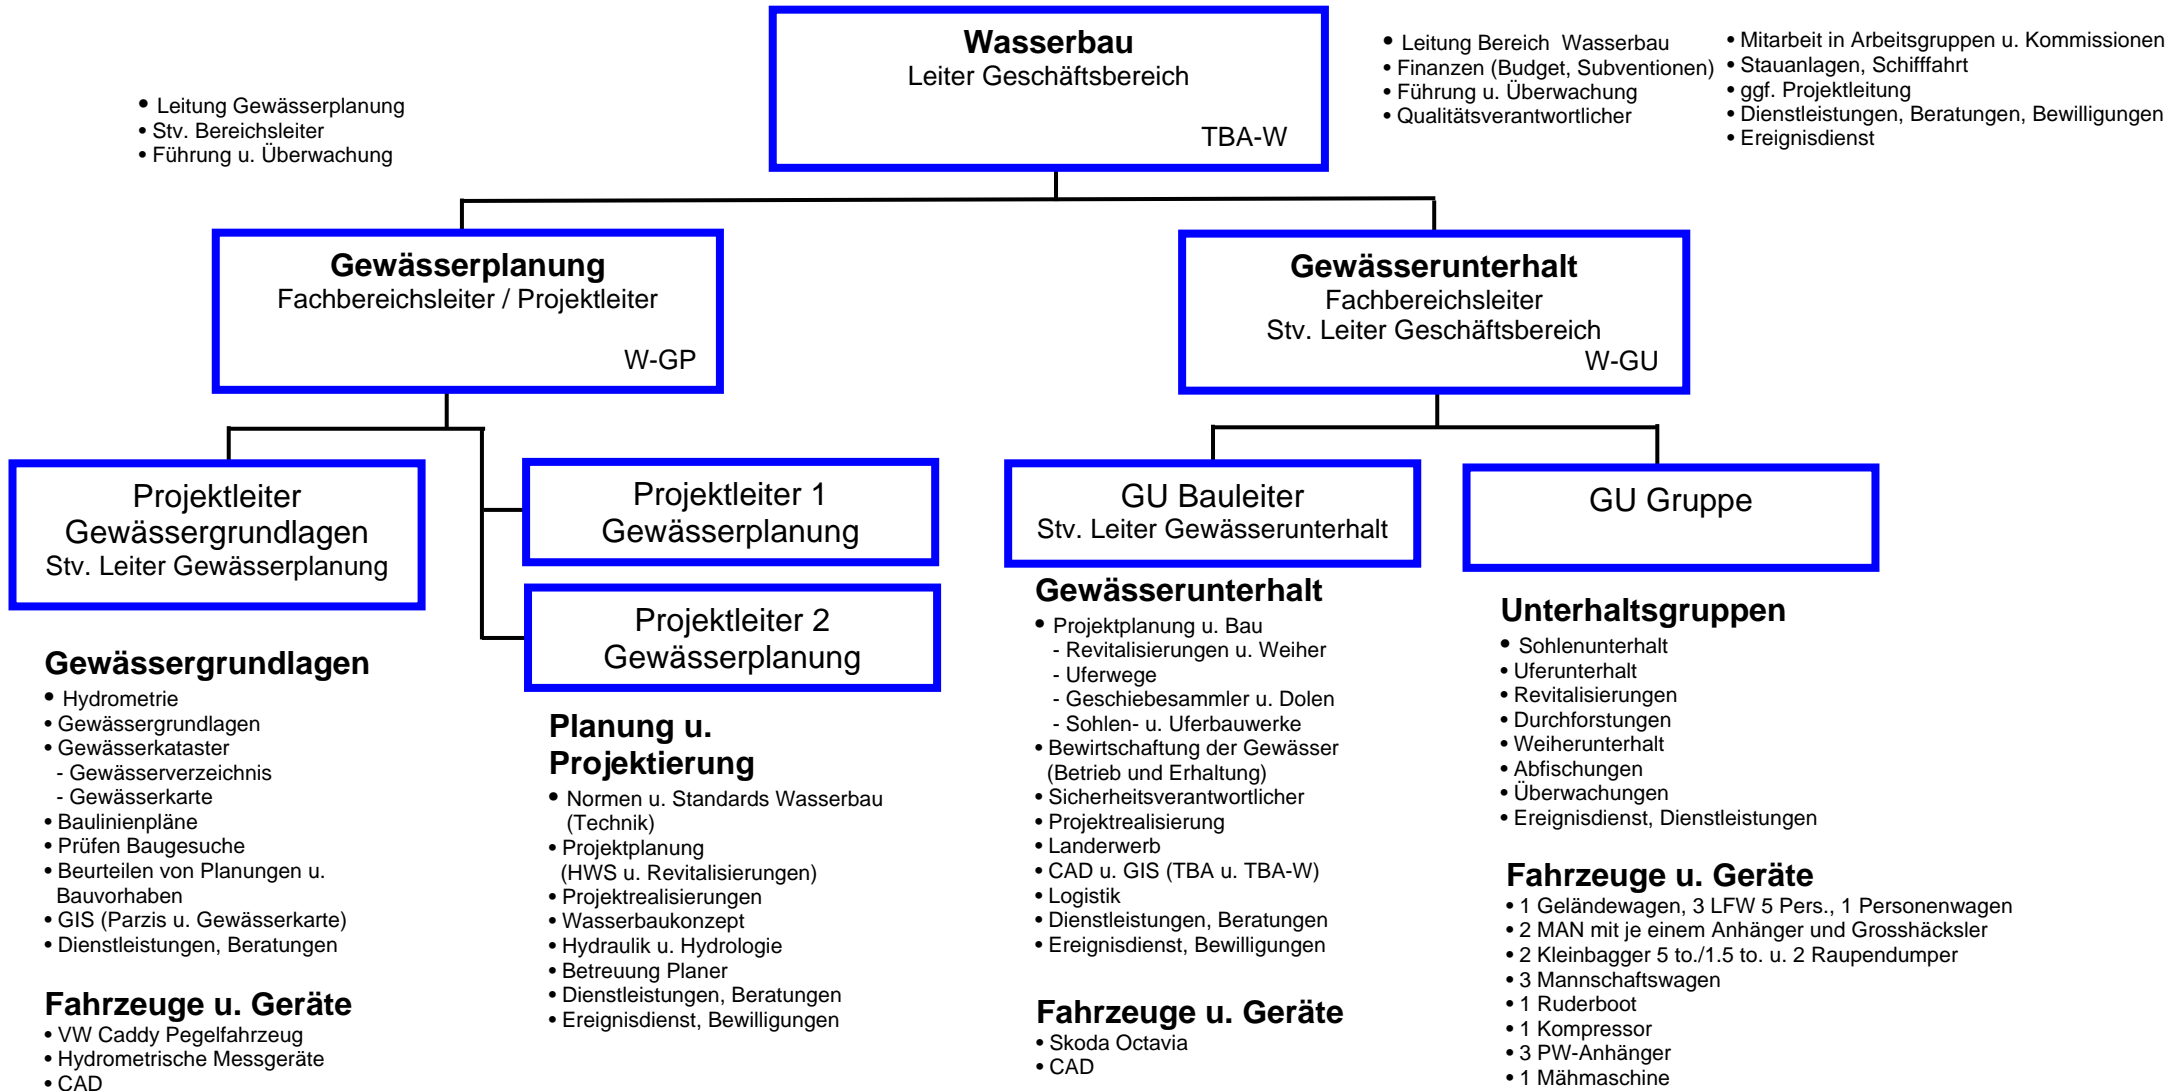 Wasserbau
Leiter Geschäftsbereich
TBA-W
• Leitung Bereich Wasserbau
• Finanzen (Budget, Subventionen)
• Führung u. Überwachung
• Qualitätsverantwortlicher
• Mitarbeit in Arbeitsgruppen u. Kommissionen
• Stauanlagen, Schifffahrt
• ggf. Projektleitung
• Dienstleistungen, Beratungen, Bewilligungen
• Ereignisdienst
• Leitung Gewässerplanung
• Stv. Bereichsleiter
• Führung u. Überwachung
Gewässerplanung
Fachbereichsleiter / Projektleiter
W-GP
Gewässerunterhalt
Fachbereichsleiter
Stv. Leiter Geschäftsbereich
W-GU
Projektleiter
Gewässergrundlagen
Stv. Leiter Gewässerplanung
Projektleiter 1
Gewässerplanung
Projektleiter 2
Gewässerplanung
GU Bauleiter
Stv. Leiter Gewässerunterhalt
GU Gruppe
Gewässergrundlagen
• Hydrometrie
• Gewässergrundlagen
• Gewässerkataster
- Gewässerverzeichnis
- Gewässerkarte
• Baulinienpläne
• Prüfen Baugesuche
• Beurteilen von Planungen u.
Bauvorhaben
• GIS (Parzis u. Gewässerkarte)
• Dienstleistungen, Beratungen
Fahrzeuge u. Geräte
• VW Caddy Pegelfahrzeug
• Hydrometrische Messgeräte
• CAD
Planung u.
Projektierung
• Normen u. Standards Wasserbau
(Technik)
• Projektplanung
(HWS u. Revitalisierungen)
• Projektrealisierungen
• Wasserbaukonzept
• Hydraulik u. Hydrologie
• Betreuung Planer
• Dienstleistungen, Beratungen
• Ereignisdienst, Bewilligungen
Gewässerunterhalt
• Projektplanung u. Bau
- Revitalisierungen u. Weiher
- Uferwege
- Geschiebesammler u. Dolen
- Sohlen- u. Uferbauwerke
• Bewirtschaftung der Gewässer
(Betrieb und Erhaltung)
• Sicherheitsverantwortlicher
• Projektrealisierung
• Landerwerb
• CAD u. GIS (TBA u. TBA-W)
• Logistik
• Dienstleistungen, Beratungen
• Ereignisdienst, Bewilligungen
Fahrzeuge u. Geräte
• Skoda Octavia
• CAD
Unterhaltsgruppen
• Sohlenunterhalt
• Uferunterhalt
• Revitalisierungen
• Durchforstungen
• Weiherunterhalt
• Abfischungen
• Überwachungen
• Ereignisdienst, Dienstleistungen
Fahrzeuge u. Geräte
• 1 Geländewagen, 3 LFW 5 Pers., 1 Personenwagen
• 2 MAN mit je einem Anhänger und Grosshäcksler
• 2 Kleinbagger 5 to./1.5 to. u. 2 Raupendumper
• 3 Mannschaftswagen
• 1 Ruderboot
• 1 Kompressor
• 3 PW-Anhänger
• 1 Mähmaschine